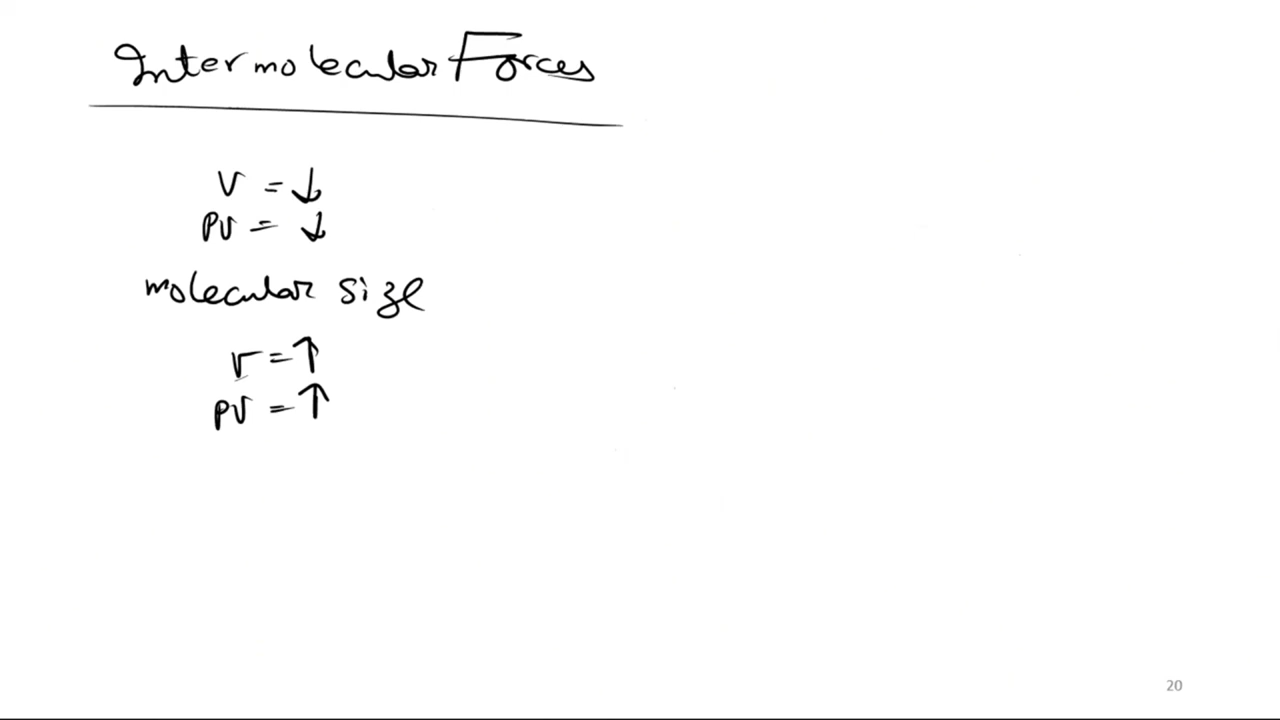 Intermolecular Forces
V = ↓
PV = ↓
molecular size
V = ↑
PV = ↑
20